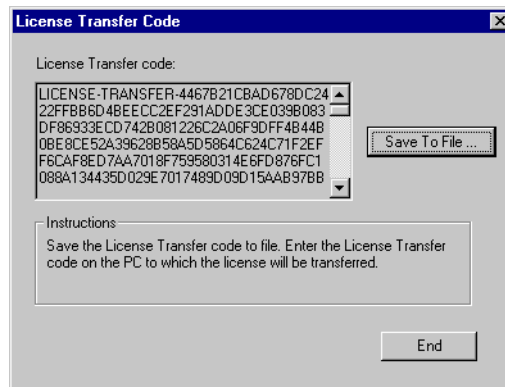 License Transfer Code
License Transfer code:
LICENSE-TRANSFER-4467B21CBAD678DC24
22FFBB6D4BEECC2EF291ADDE3CE039B083
DF86933ECD742B081226C2A06F9DFF4B44B
0BE8CE52A39628B58A5D5864C624C71F2EF
F6CAF8ED7AA7018F759580314E6FD876FC1
088A134435D029E7017489D09D15AAB97BB
Save To File ...
Instructions
Save the License Transfer code to file. Enter the License Transfer
code on the PC to which the license will be transferred.
End